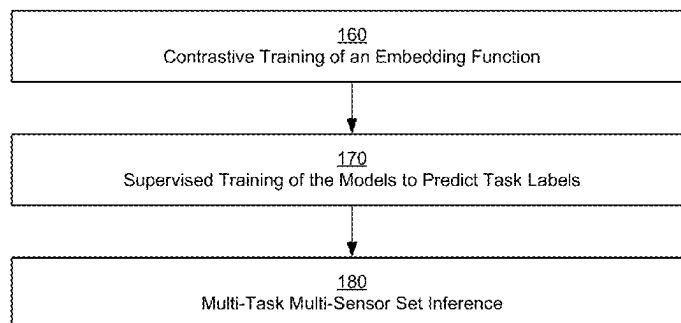 160
Contrastive Training of an Embedding Function
170
Supervised Training of the Models to Predict Task Labels
180
Multi-Task Multi-Sensor Set Inference